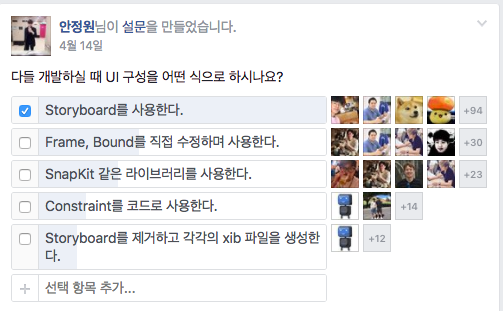 안정원님이 설문을 만들었습니다.
4월 14일
다들 개발하실 때 UI 구성을 어떤 식으로 하시나요?
Storyboard를 사용한다.
+94
Frame, Bound를 직접 수정하며 사용한다.
+30
SnapKit 같은 라이브러리를 사용한다.
+23
Constraint를 코드로 사용한다.
+14
Storyboard를 제거하고 각각의 xib 파일을 생성한
다.
+12
선택 항목 추가...